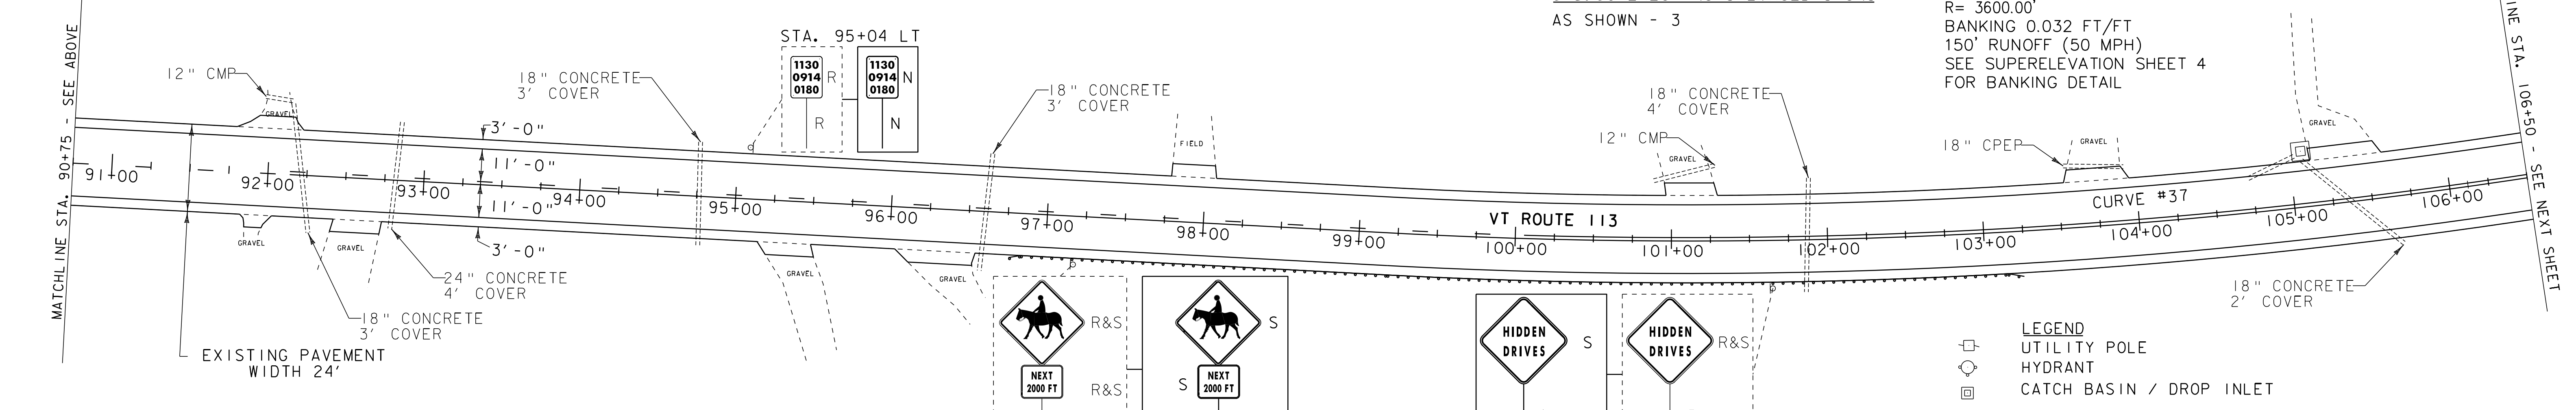 AS SHOWN - 3
R= 3600.00'
BANKING 0.032 FT/FT
150' RUNOFF (50 MPH)
SEE SUPERELEVATION SHEET 4
FOR BANKING DETAIL
MATCHLINE STA. 90+75 - SEE ABOVE
12" CMP
GRAVEL
18" CONCRETE
3' COVER
STA. 95+04 LT
1130
0914
0180
R
R
1130
0914
0180
N
N
18" CONCRETE
3' COVER
FIELD
18" CONCRETE
4' COVER
12" CMP
GRAVEL
18" CPEP
GRAVEL
GRAVEL
INE STA. 106+50 - SEE NEXT SHEET
3'-0"
11'-0"
11'-0"
3'-0"
91+00
92+00
93+00
94+00
95+00
96+00
97+00
98+00
99+00
100+00
101+00
102+00
103+00
104+00
105+00
106+00
VT ROUTE 113
CURVE #37
GRAVEL
GRAVEL
GRAVEL
GRAVEL
24" CONCRETE
4' COVER
18" CONCRETE
3' COVER
EXISTING PAVEMENT
WIDTH 24'
R&S
NEXT
2000 FT
R&S
S
S
NEXT
2000 FT
HIDDEN
DRIVES
S
HIDDEN
DRIVES
R&S
18" CONCRETE
2' COVER
LEGEND
UTILITY POLE
HYDRANT
CATCH BASIN / DROP INLET